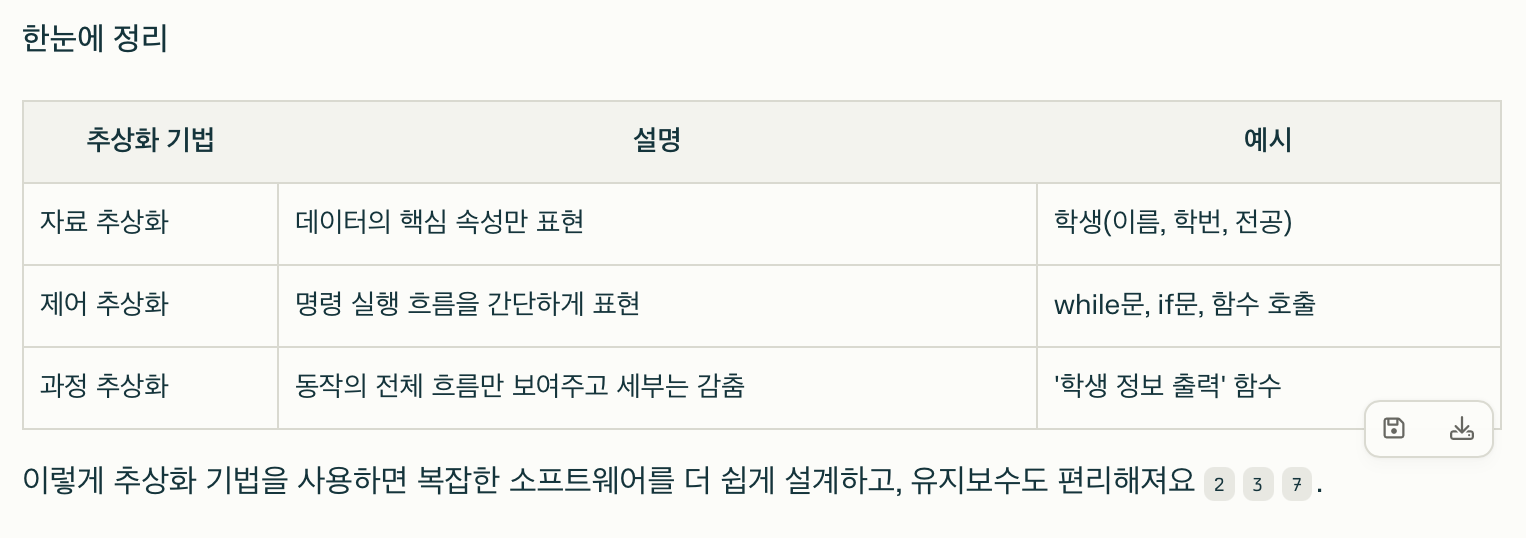 한눈에 정리
추상화 기법 설명 예시
자료 추상화 데이터의 핵심 속성만 표현 학생(이름, 학번, 전공)
제어 추상화 명령 실행 흐름을 간단하게 표현 while문, if문, 함수 호출
과정 추상화 동작의 전체 흐름만 보여주고 세부는 감춤 '학생 정보 출력' 함수
이렇게 추상화 기법을 사용하면 복잡한 소프트웨어를 더 쉽게 설계하고, 유지보수도 편리해져요 2 3 7.